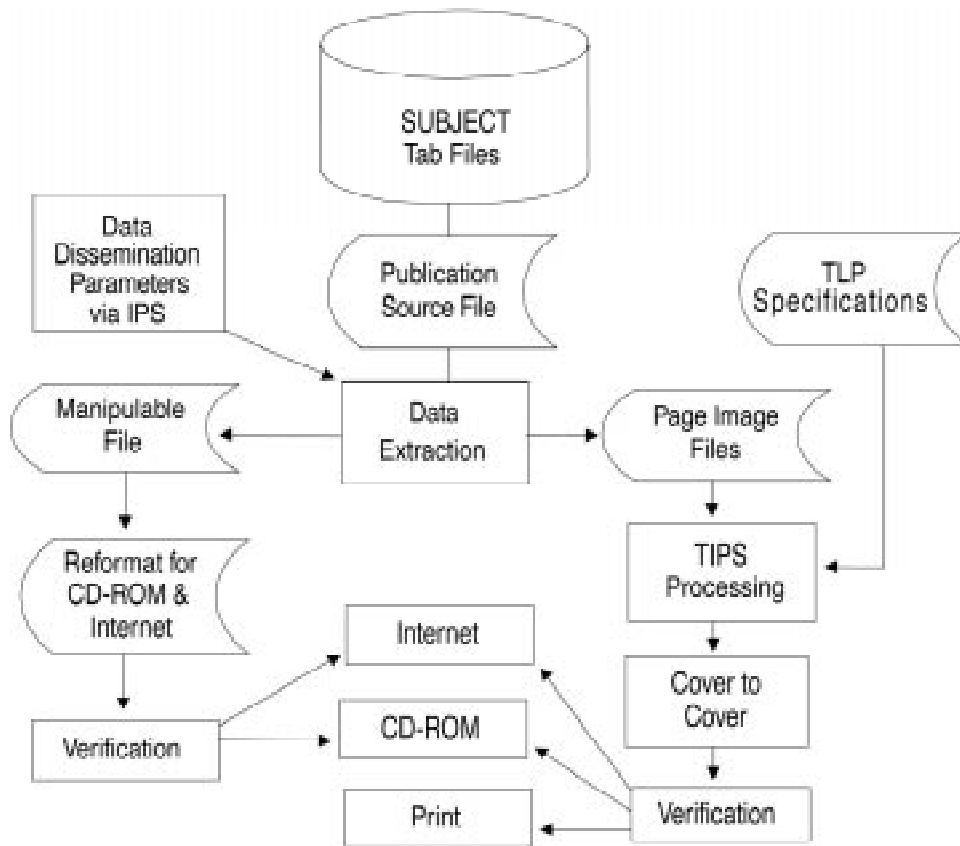 SUBJECT
Tab Files
Data
Dissemination
Parameters
via IPS
Publication
Source File
TLP
Specifications
Manipulable
File
Data
Extraction
Page Image
Files
Reformat for
CD-ROM &
Internet
TIPS
Processing
Internet
Cover to
Cover
Verification
CD-ROM
Print
Verification